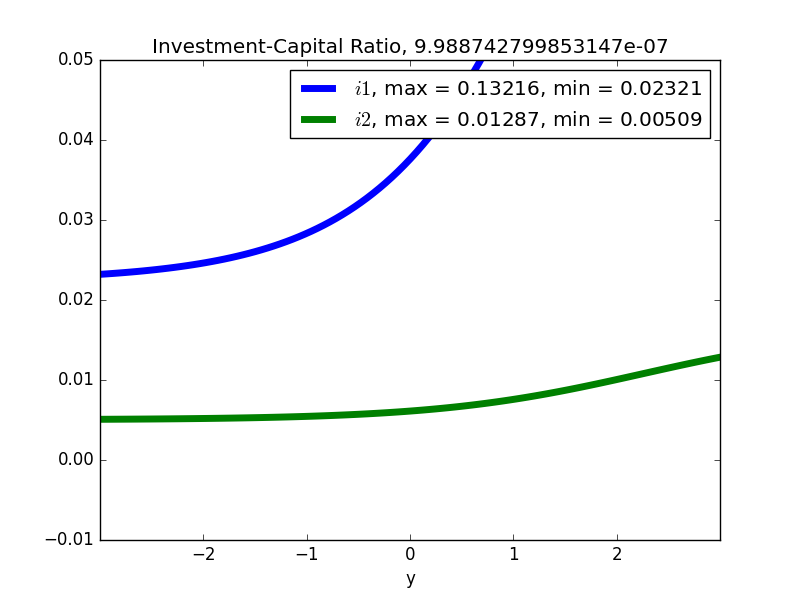 Investment-Capital Ratio, 9.988742799853147e-07
0.05
i1, max = 0.13216, min = 0.02321
i2, max = 0.01287, min = 0.00509
0.04
0.03
0.02
0.01
0.00
−0.01
−2 −1 0 1 2
y